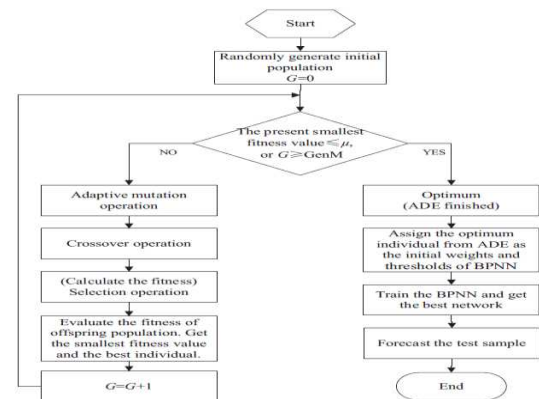 Start
Randomly generate initial
population
G=0
The present smallest
fitness value≤μ,
or G≥GenM
NO
YES
Adaptive mutation
operation
Crossover operation
(Calculate the fitness)
Selection operation
Evaluate the fitness of
offspring population. Get
the smallest fitness value
and the best individual.
G=G+1
Optimum
(ADE finished)
Assign the optimum
individual from ADE as
the initial weights and
thresholds of BPNN
Train the BPNN and get
the best network
Forecast the test sample
End